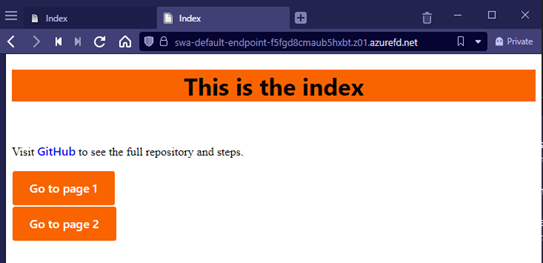 Index
Index
swa-default-endpoint-f5fgd8cmaub5hxbt.z01.azurefd.net
Private
This is the index
Visit GitHub to see the full repository and steps.
Go to page 1
Go to page 2